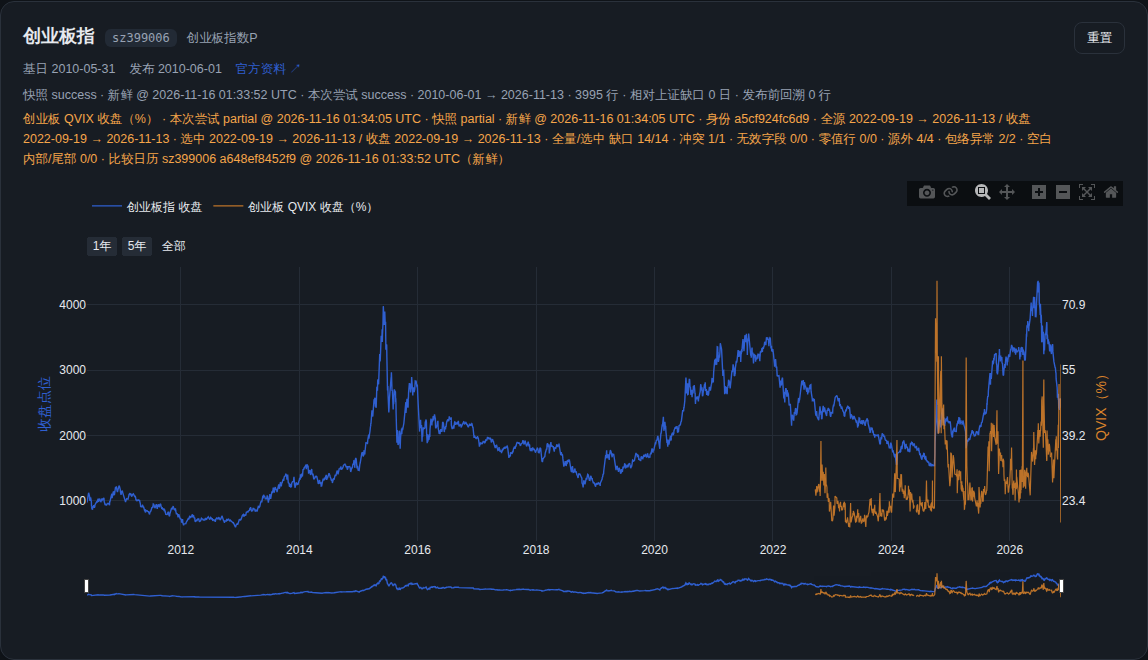 创业板指 sz399006 创业板指数P 重置
基日 2010-05-31 发布 2010-06-01 官方资料 ↗
快照 success · 新鲜 @ 2026-11-16 01:33:52 UTC · 本次尝试 success · 2010-06-01 → 2026-11-13 · 3995 行 · 相对上证缺口 0 日 · 发布前回溯 0 行
创业板 QVIX 收盘（%） · 本次尝试 partial @ 2026-11-16 01:34:05 UTC · 快照 partial · 新鲜 @ 2026-11-16 01:34:05 UTC · 身份 a5cf924fc6d9 · 全源 2022-09-19 → 2026-11-13 / 收盘
2022-09-19 → 2026-11-13 · 选中 2022-09-19 → 2026-11-13 / 收盘 2022-09-19 → 2026-11-13 · 全量/选中 缺口 14/14 · 冲突 1/1 · 无效字段 0/0 · 零值行 0/0 · 源外 4/4 · 包络异常 2/2 · 空白
内部/尾部 0/0 · 比较日历 sz399006 a648ef8452f9 @ 2026-11-16 01:33:52 UTC（新鲜）
创业板指 收盘 创业板 QVIX 收盘（%）
1年 5年 全部
4000 70.9
3000 55
2000 39.2
1000 23.4
收盘点位
QVIX（%）
2012 2014 2016 2018 2020 2022 2024 2026